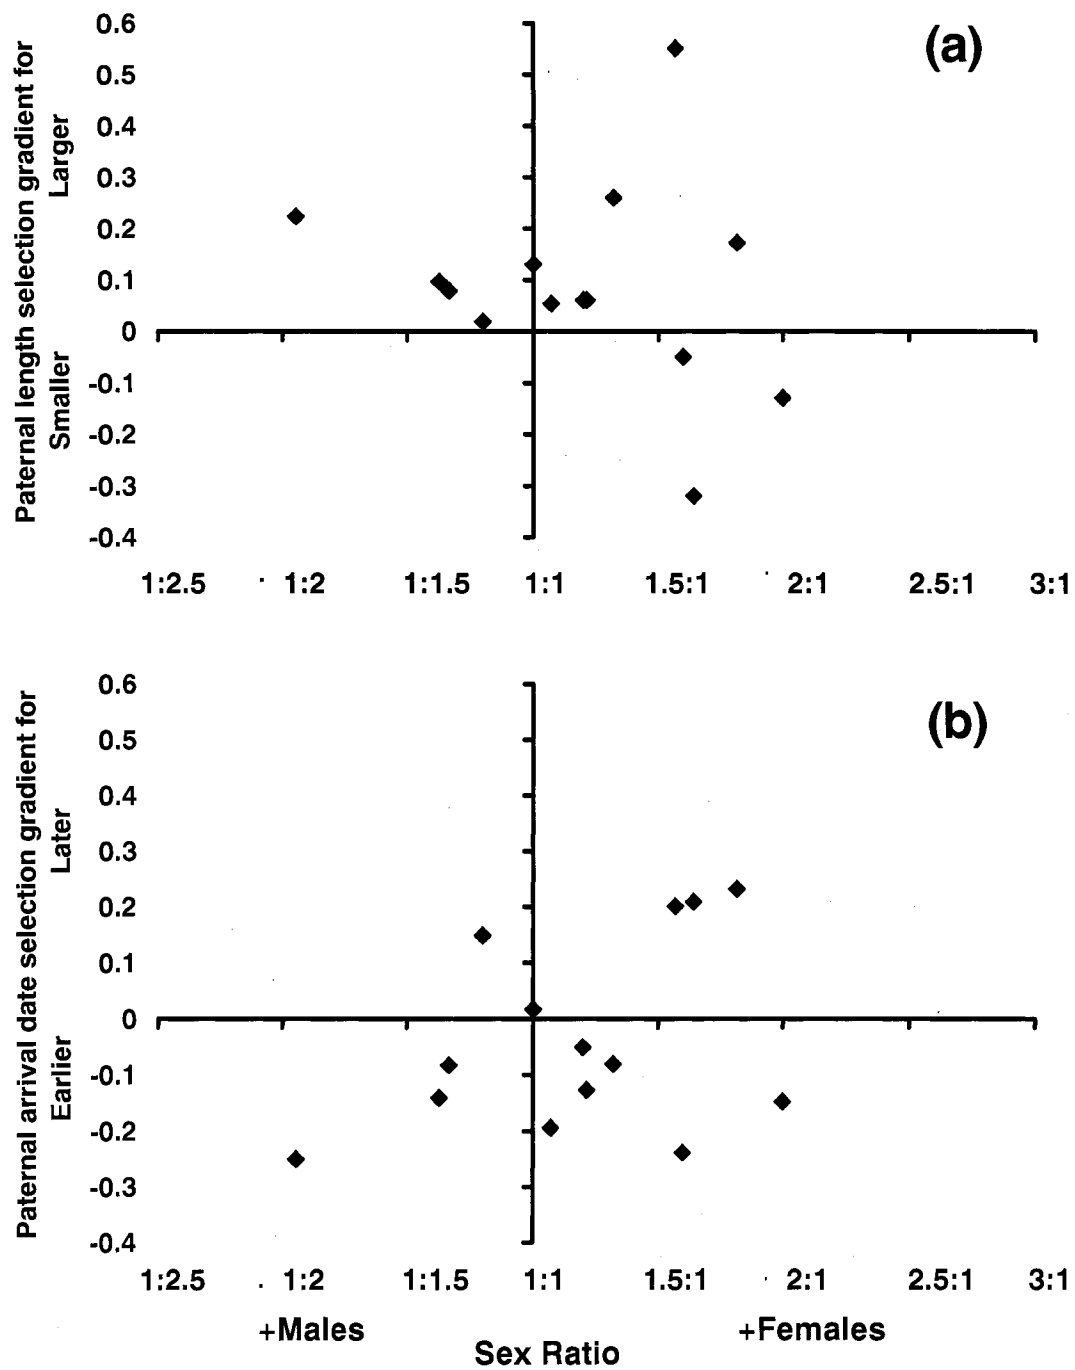 (a)
Paternal length selection gradient for
Smaller Larger
0.6
0.5
0.4
0.3
0.2
0.1
0
-0.1
-0.2
-0.3
-0.4
1:2.5 1:2 1:1.5 1:1 1.5:1 2:1 2.5:1 3:1
(b)
Paternal arrival date selection gradient for
Earlier Later
0.6
0.5
0.4
0.3
0.2
0.1
0
-0.1
-0.2
-0.3
-0.4
1:2.5 1:2 1:1.5 1:1 1.5:1 2:1 2.5:1 3:1
+Males +Females
Sex Ratio